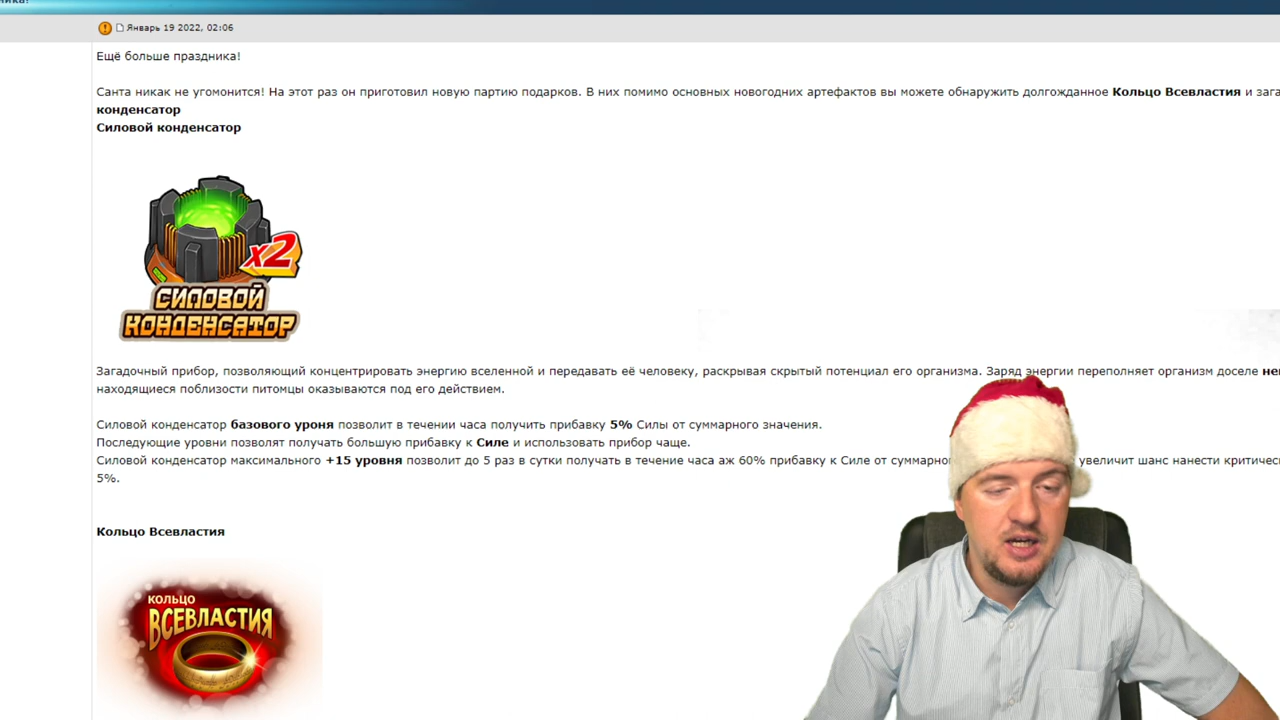 Январь 19 2022, 02:06
Ещё больше праздника!
Санта никак не угомонится! На этот раз он приготовил новую партию подарков. В них помимо основных новогодних артефактов вы можете обнаружить долгожданное Кольцо Всевластия и
конденсатор
Силовой конденсатор
x2
СИЛОВОЙ
КОНДЕНСАТОР
Загадочный прибор, позволяющий концентрировать энергию вселенной и передавать её человеку, раскрывая скрытый потенциал его организма. Заряд энергии переполняет организм доселе
находящиеся поблизости питомцы оказываются под его действием.
Силовой конденсатор базового уроня позволит в течении часа получить прибавку 5% Силы от суммарного значения.
Последующие уровни позволят получать большую прибавку к Силе и использовать прибор чаще.
Силовой конденсатор максимального +15 уровня позволит до 5 раз в сутки получать в течение часа аж 60% прибавку к Силе от увеличит шанс нанести
5%.
Кольцо Всевластия
КОЛЬЦО
ВСЕВЛАСТИЯ